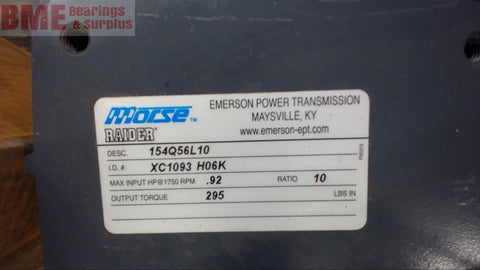 BME Bearings
& Surplus
Morse TM
RAIDER®
EMERSON POWER TRANSMISSION
MAYSVILLE, KY
www.emerson-ept.com
DESC. 154Q56L10
I.D. # XC1093 H06K
MAX INPUT HP@1750 RPM .92 RATIO 10
OUTPUT TORQUE 295 LBS IN